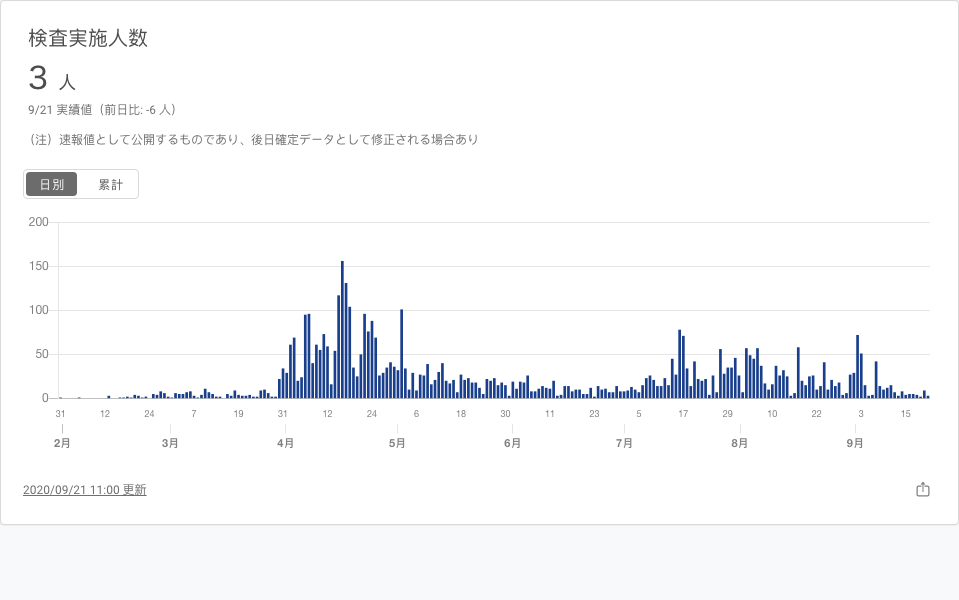 検査実施人数
3 人
9/21 実績値（前日比: -6 人）
（注）速報値として公開するものであり、後日確定データとして修正される場合あり
日別 累計
200
150
100
50
0
31 12 24 7 19 31 12 24 6 18 30 11 23 5 17 29 10 22 3 15
2月 3月 4月 5月 6月 7月 8月 9月
2020/09/21 11:00 更新